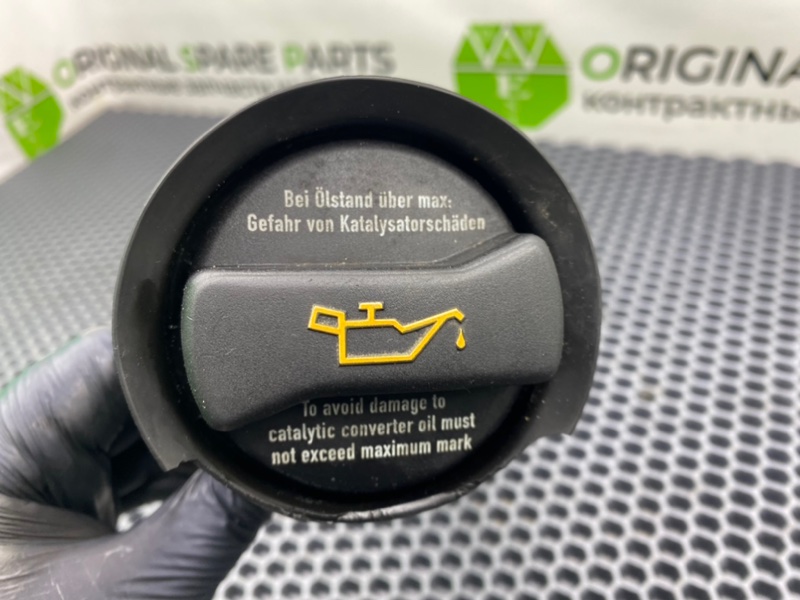 ORIGINAL SPARE PARTS
ORIGINA
контрактн
Bei Ölstand über max:
Gefahr von Katalysatorschäden
To avoid damage to
catalytic converter oil must
not exceed maximum mark